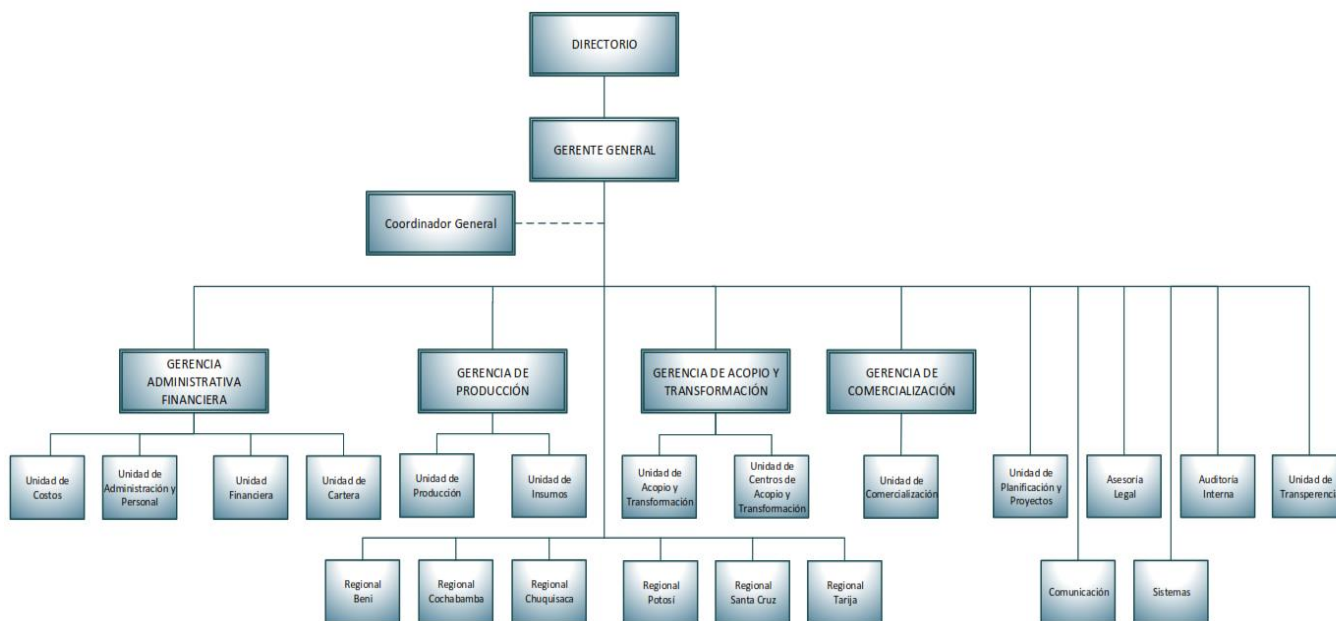 DIRECTORIO
GERENTE GENERAL
Coordinador General
GERENCIA
ADMINISTRATIVA
FINANCIERA
GERENCIA DE
PRODUCCIÓN
GERENCIA DE ACOPIO Y
TRANSFORMACIÓN
GERENCIA DE
COMERCIALIZACIÓN
Unidad de
Costos
Unidad de
Administración y
Personal
Unidad
Financiera
Unidad de
Cartera
Unidad de
Producción
Unidad de
Insumos
Unidad de
Acopio y
Transformación
Unidad de
Centros de
Acopio y
Transformación
Unidad de
Comercialización
Unidad de
Planificación y
Proyectos
Asesoría
Legal
Auditoría
Interna
Unidad de
Transperencia
Regional
Beni
Regional
Cochabamba
Regional
Chuquisaca
Regional
Potosí
Regional
Santa Cruz
Regional
Tarija
Comunicación
Sistemas